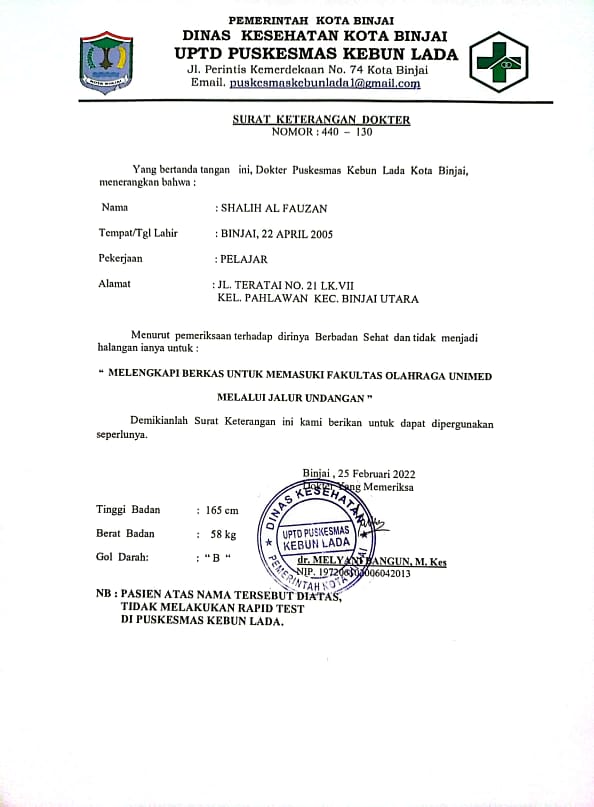 PEMERINTAH KOTA BINJAI
DINAS KESEHATAN KOTA BINJAI
UPTD PUSKESMAS KEBUN LADA
Jl. Perintis Kemerdekaan No. 74 Kota Binjai
Email. puskesmaskebunlada1@gmail.com
KOTA BINJAI
SURAT KETERANGAN DOKTER
NOMOR : 440 – 130
Yang bertanda tangan ini, Dokter Puskesmas Kebun Lada Kota Binjai,
menerangkan bahwa :
Nama : SHALIH AL FAUZAN
Tempat/Tgl Lahir : BINJAI, 22 APRIL 2005
Pekerjaan : PELAJAR
Alamat : JL. TERATAI NO. 21 LK.VII
KEL. PAHLAWAN KEC. BINJAI UTARA
Menurut pemeriksaan terhadap dirinya Berbadan Sehat dan tidak menjadi
halangan ianya untuk :
“ MELENGKAPI BERKAS UNTUK MEMASUKI FAKULTAS OLAHRAGA UNIMED
MELALUI JALUR UNDANGAN ”
Demikianlah Surat Keterangan ini kami berikan untuk dapat dipergunakan
seperlunya.
Binjai , 25 Februari 2022
Dokter Yang Memeriksa
Tinggi Badan : 165 cm
Berat Badan : 58 kg
Gol Darah: : “ B “
DINAS KESEHATAN
UPTD PUSKESMAS
KEBUN LADA
PEMERINTAH KOTA BINJAI
dr. MELYANI BANGUN, M. Kes
NIP.
NB : PASIEN ATAS NAMA TERSEBUT DIATAS,
TIDAK MELAKUKAN RAPID TEST
DI PUSKESMAS KEBUN LADA.